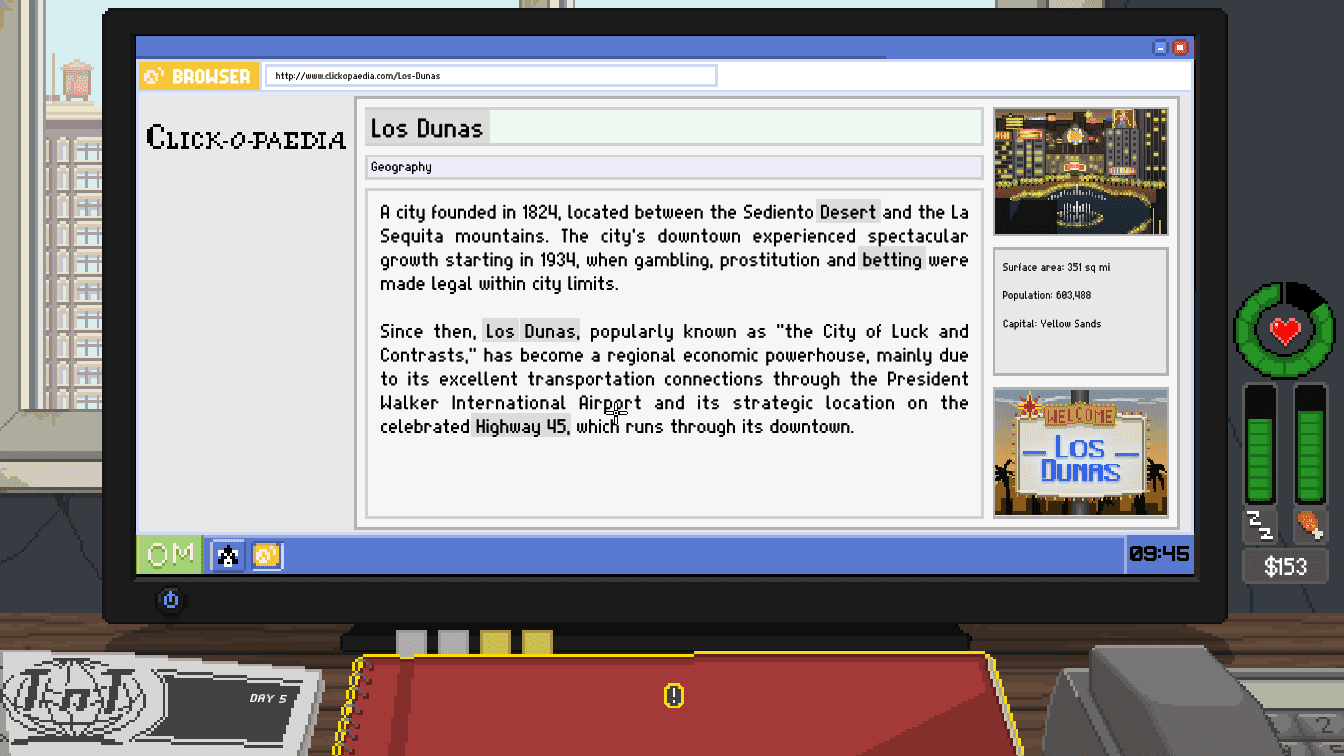 BROWSER
http://www.clickopaedia.com/Los-Dunas
CLICK-O-PAEDIA
Los Dunas
Geography
A city founded in 1824, located between the Sediento Desert and the La
Sequita mountains. The city's downtown experienced spectacular
growth starting in 1934, when gambling, prostitution and betting were
made legal within city limits.
Since then, Los Dunas, popularly known as "the City of Luck and
Contrasts," has become a regional economic powerhouse, mainly due
to its excellent transportation connections through the President
Walker International Airport and its strategic location on the
celebrated Highway 45, which runs through its downtown.
Surface area: 351 sq mi
Population: 603,488
Capital: Yellow Sands
WELCOME
LOS
DUNAS
OM
09:45
Z
Z
$153
InT
DAY 5
!
2